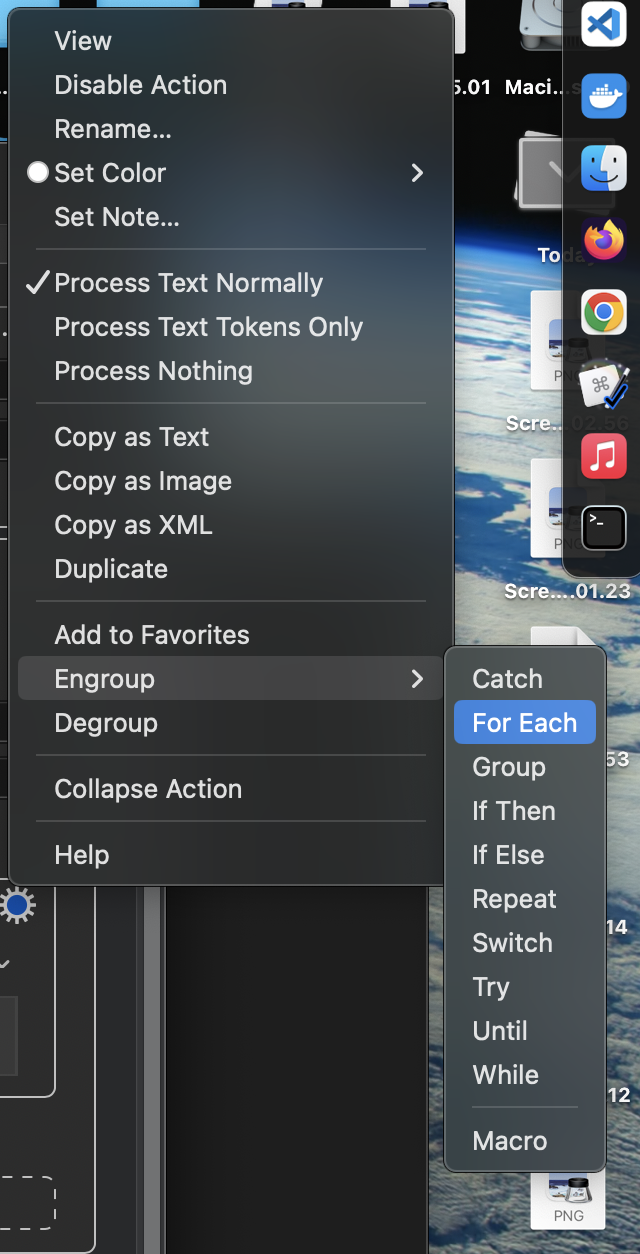 View
Disable Action
Rename...
Set Color
Set Note...
Process Text Normally
Process Text Tokens Only
Process Nothing
Copy as Text
Copy as Image
Copy as XML
Duplicate
Add to Favorites
Engroup
Degroup
Collapse Action
Help
Catch
For Each
Group
If Then
If Else
Repeat
Switch
Try
Until
While
Macro
5.01
Maci...
Today
PNG
Scre....02.56
PNG
Scre....01.23
53
14
12
PNG